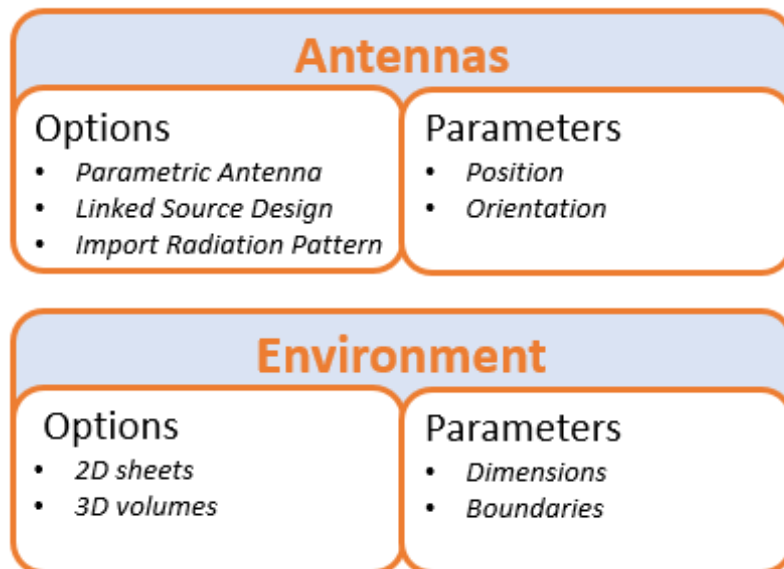 Antennas
Options
• Parametric Antenna
• Linked Source Design
• Import Radiation Pattern
Parameters
• Position
• Orientation
Environment
Options
• 2D sheets
• 3D volumes
Parameters
• Dimensions
• Boundaries